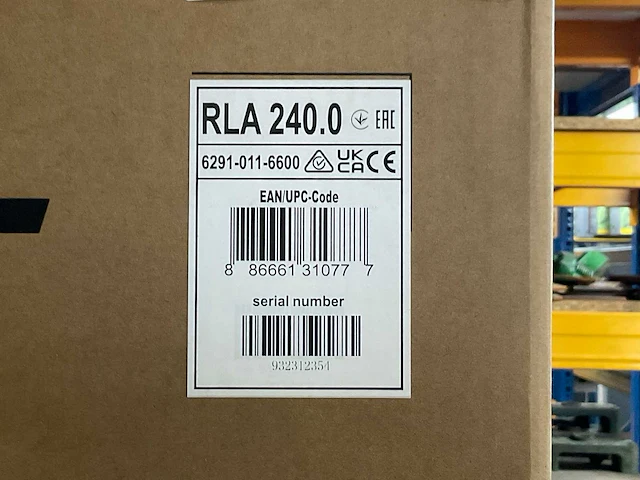 RLA 240.0 EAC
6291-011-6600 UK CA CE
EAN/UPC-Code
8 86661 31077 7
serial number
932312354